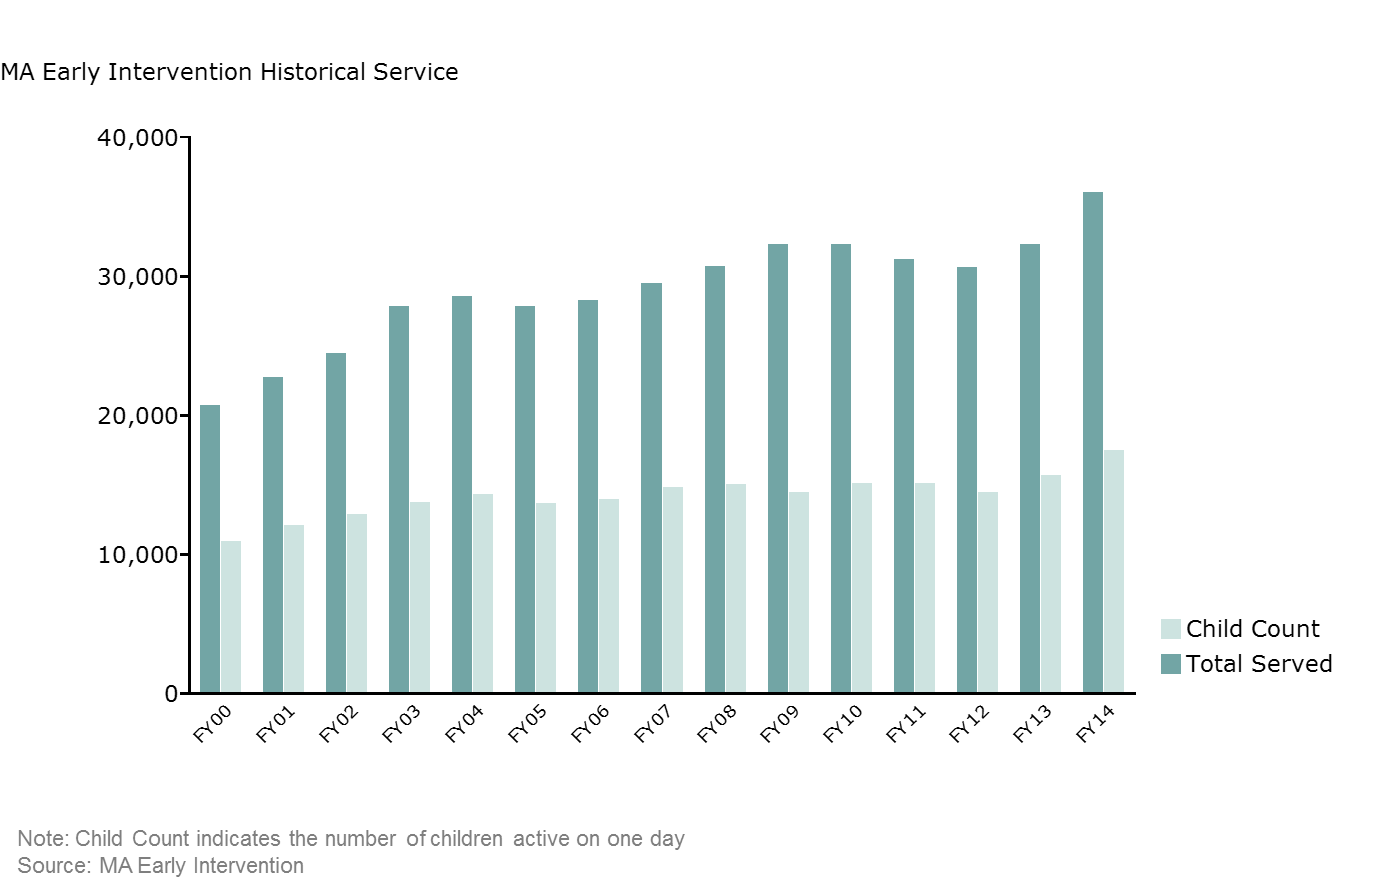 MA Early Intervention Historical Service
40,000
30,000
20,000
10,000
0
FY00
FY01
FY02
FY03
FY04
FY05
FY06
FY07
FY08
FY09
FY10
FY11
FY12
FY13
FY14
Child Count
Total Served
Note: Child Count indicates the number of children active on one day
Source: MA Early Intervention